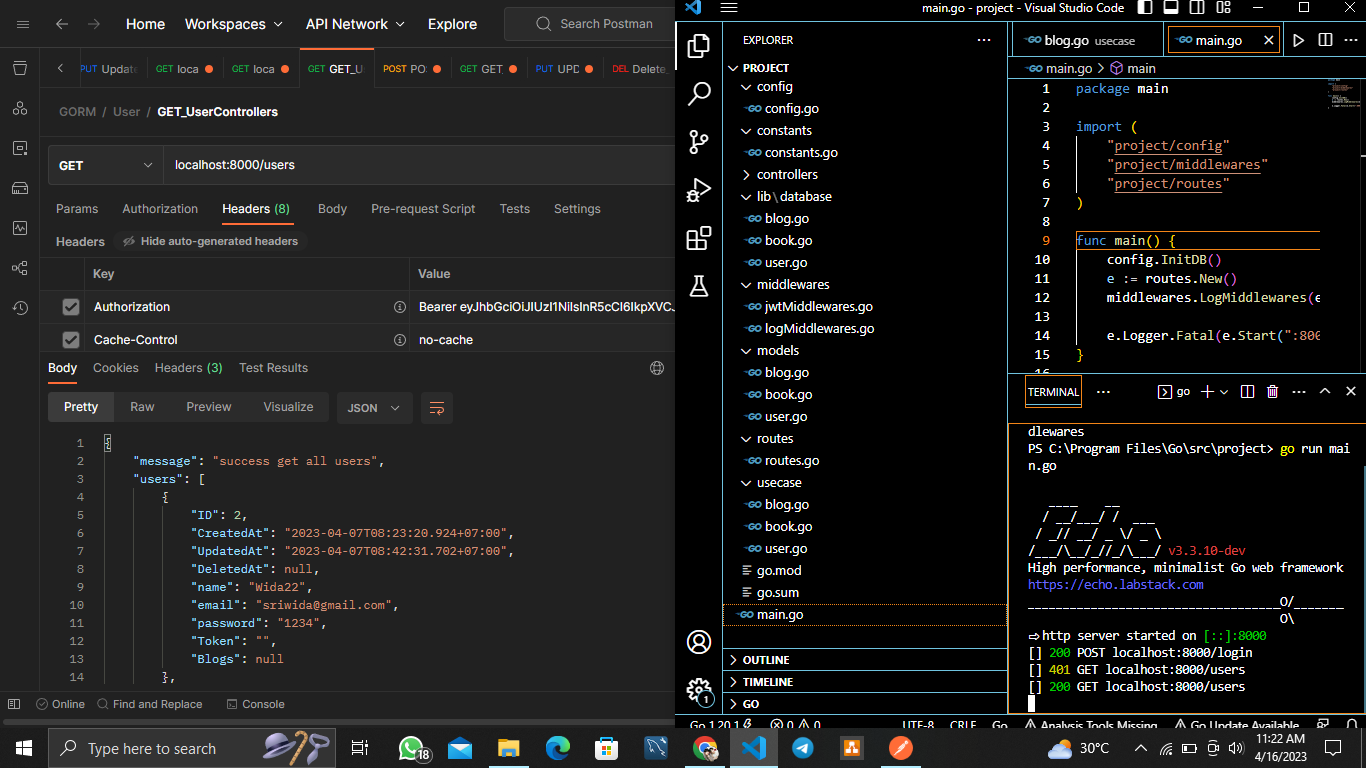 Home Workspaces API Network Explore Search Postman
PUT Update GET loca GET loca GET GET_U POST PO GET GET_ PUT UPD DEL Delete_
GORM / User / GET_UserControllers
GET localhost:8000/users
Params Authorization Headers (8) Body Pre-request Script Tests Settings
Headers Hide auto-generated headers
Key Value
Authorization Bearer
Cache-Control no-cache
Body Cookies Headers (3) Test Results
Pretty Raw Preview Visualize JSON
1 {
2 "message": "success get all users",
3 "users": [
4 {
5 "ID": 2,
6 "CreatedAt": "2023-04-07T08:23:20.924+07:00",
7 "UpdatedAt": "2023-04-07T08:42:31.702+07:00",
8 "DeletedAt": null,
9 "name": "Wida22",
10 "email": "sriwida@gmail.com",
11 "password": "1234",
12 "Token": "",
13 "Blogs": null
14 },
Online Find and Replace Console
main.go - project - Visual Studio Code
EXPLORER
PROJECT
config
config.go
constants
constants.go
controllers
lib\database
blog.go
book.go
user.go
middlewares
jwtMiddlewares.go
logMiddlewares.go
models
blog.go
book.go
user.go
routes
routes.go
usecase
blog.go
book.go
user.go
go.mod
go.sum
main.go
OUTLINE
TIMELINE
GO
1
blog.go usecase main.go
main.go > main
1 package main
2
3 import (
4 "project/config"
5 "project/middlewares"
6 "project/routes"
7 )
8
9 func main() {
10 config.InitDB()
11 e := routes.New()
12 middlewares.LogMiddlewares(e
13
14 e.Logger.Fatal(e.Start(":800
15 }
16
TERMINAL go
dlewares
PS C:\Program Files\Go\src\project> go run mai
n.go
v3.3.10-dev
High performance, minimalist Go web framework
https://echo.labstack.com
____________________________________O/_______
O\
⇨ http server started on [::]:8000
[] 200 POST localhost:8000/login
[] 401 GET localhost:8000/users
[] 200 GET localhost:8000/users
Go 1.20.1 0 0 UTF-8 CRLF Go Analysis Tools Missing Go Update Available
Type here to search 18 30°C 11:22 AM
4/16/2023